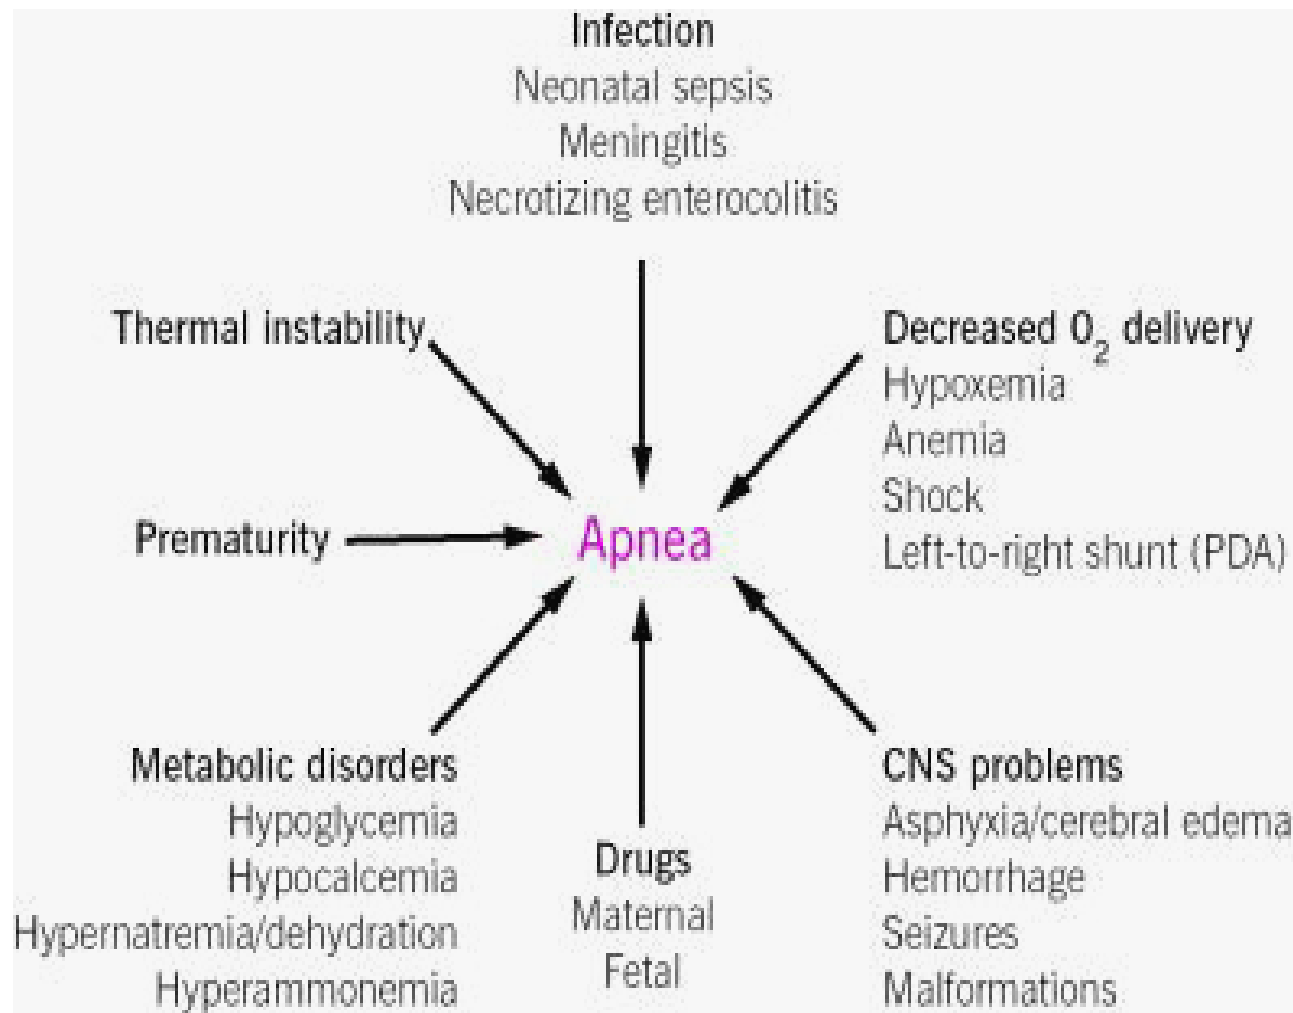 Infection
Neonatal sepsis
Meningitis
Necrotizing enterocolitis
Thermal instability
Decreased O₂ delivery
Hypoxemia
Anemia
Shock
Left-to-right shunt (PDA)
Prematurity
Apnea
Metabolic disorders
Hypoglycemia
Hypocalcemia
Hypernatremia/dehydration
Hyperammonemia
Drugs
Maternal
Fetal
CNS problems
Asphyxia/cerebral edema
Hemorrhage
Seizures
Malformations